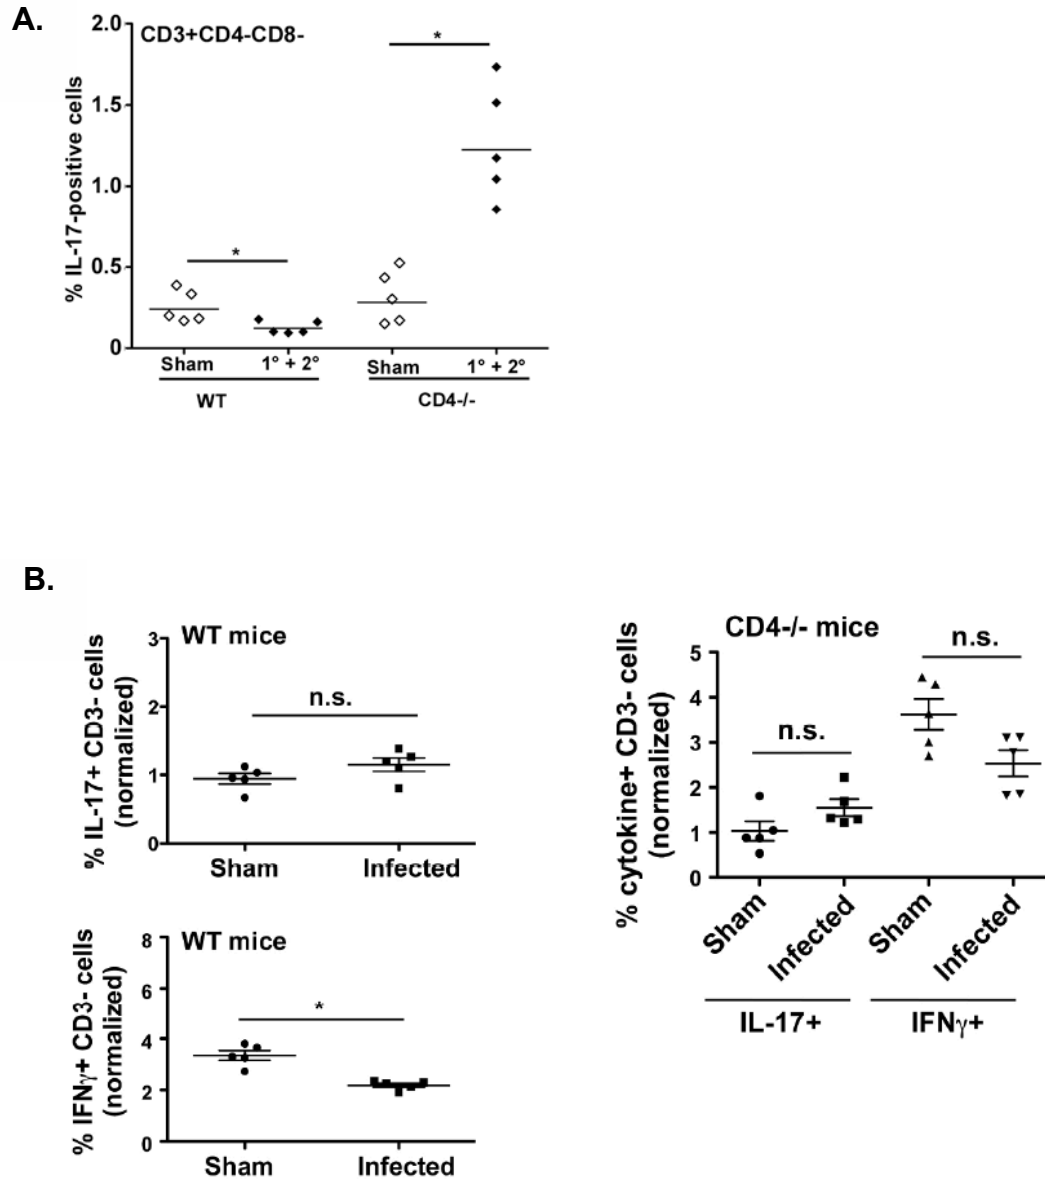 A.
CD3+CD4-CD8-
% IL-17-positive cells
2.0
1.5
1.0
0.5
0
*
*
Sham
1° + 2°
Sham
1° + 2°
WT
CD4-/-
B.
WT mice
% IL-17+ CD3- cells
(normalized)
3
2
1
0
n.s.
Sham
Infected
WT mice
% IFNγ+ CD3- cells
(normalized)
8
6
4
2
0
*
Sham
Infected
CD4-/- mice
% cytokine+ CD3- cells
(normalized)
5
4
3
2
1
0
n.s.
n.s.
Sham
Infected
Sham
Infected
IL-17+
IFNγ+